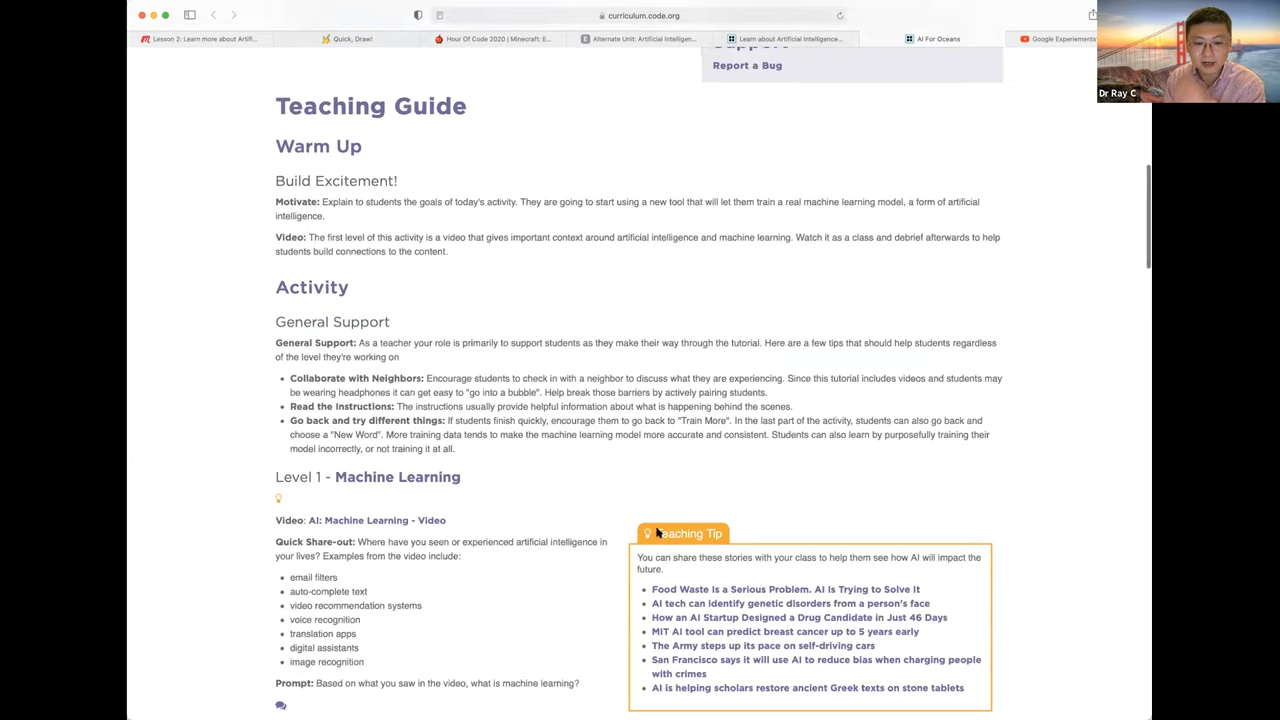 curriculum.code.org
Lesson 2: Learn more about Artifi...
Quick, Draw!
Hour Of Code 2020 | Minecraft: E...
Alternate Unit: Artificial Intelligen...
Learn about Artificial Intelligence...
AI For Oceans
Google Experiements
Support
Report a Bug
Dr Ray C
Teaching Guide
Warm Up
Build Excitement!
Motivate: Explain to students the goals of today's activity. They are going to start using a new tool that will let them train a real machine learning model, a form of artificial
intelligence.
Video: The first level of this activity is a video that gives important context around artificial intelligence and machine learning. Watch it as a class and debrief afterwards to help
students build connections to the content.
Activity
General Support
General Support: As a teacher your role is primarily to support students as they make their way through the tutorial. Here are a few tips that should help students regardless
of the level they're working on
• Collaborate with Neighbors: Encourage students to check in with a neighbor to discuss what they are experiencing. Since this tutorial includes videos and students may
be wearing headphones it can get easy to "go into a bubble". Help break those barriers by actively pairing students.
• Read the Instructions: The instructions usually provide helpful information about what is happening behind the scenes.
• Go back and try different things: If students finish quickly, encourage them to go back to "Train More". In the last part of the activity, students can also go back and
choose a "New Word". More training data tends to make the machine learning model more accurate and consistent. Students can also learn by purposefully training their
model incorrectly, or not training it at all.
Level 1 - Machine Learning
Video: AI: Machine Learning - Video
Quick Share-out: Where have you seen or experienced artificial intelligence in
your lives? Examples from the video include:
• email filters
• auto-complete text
• video recommendation systems
• voice recognition
• translation apps
• digital assistants
• image recognition
Prompt: Based on what you saw in the video, what is machine learning?
Teaching Tip
You can share these stories with your class to help them see how AI will impact the
future.
• Food Waste Is a Serious Problem. AI Is Trying to Solve It
• AI tech can identify genetic disorders from a person's face
• How an AI Startup Designed a Drug Candidate in Just 46 Days
• MIT AI tool can predict breast cancer up to 5 years early
• The Army steps up its pace on self-driving cars
• San Francisco says it will use AI to reduce bias when charging people
with crimes
• AI is helping scholars restore ancient Greek texts on stone tablets